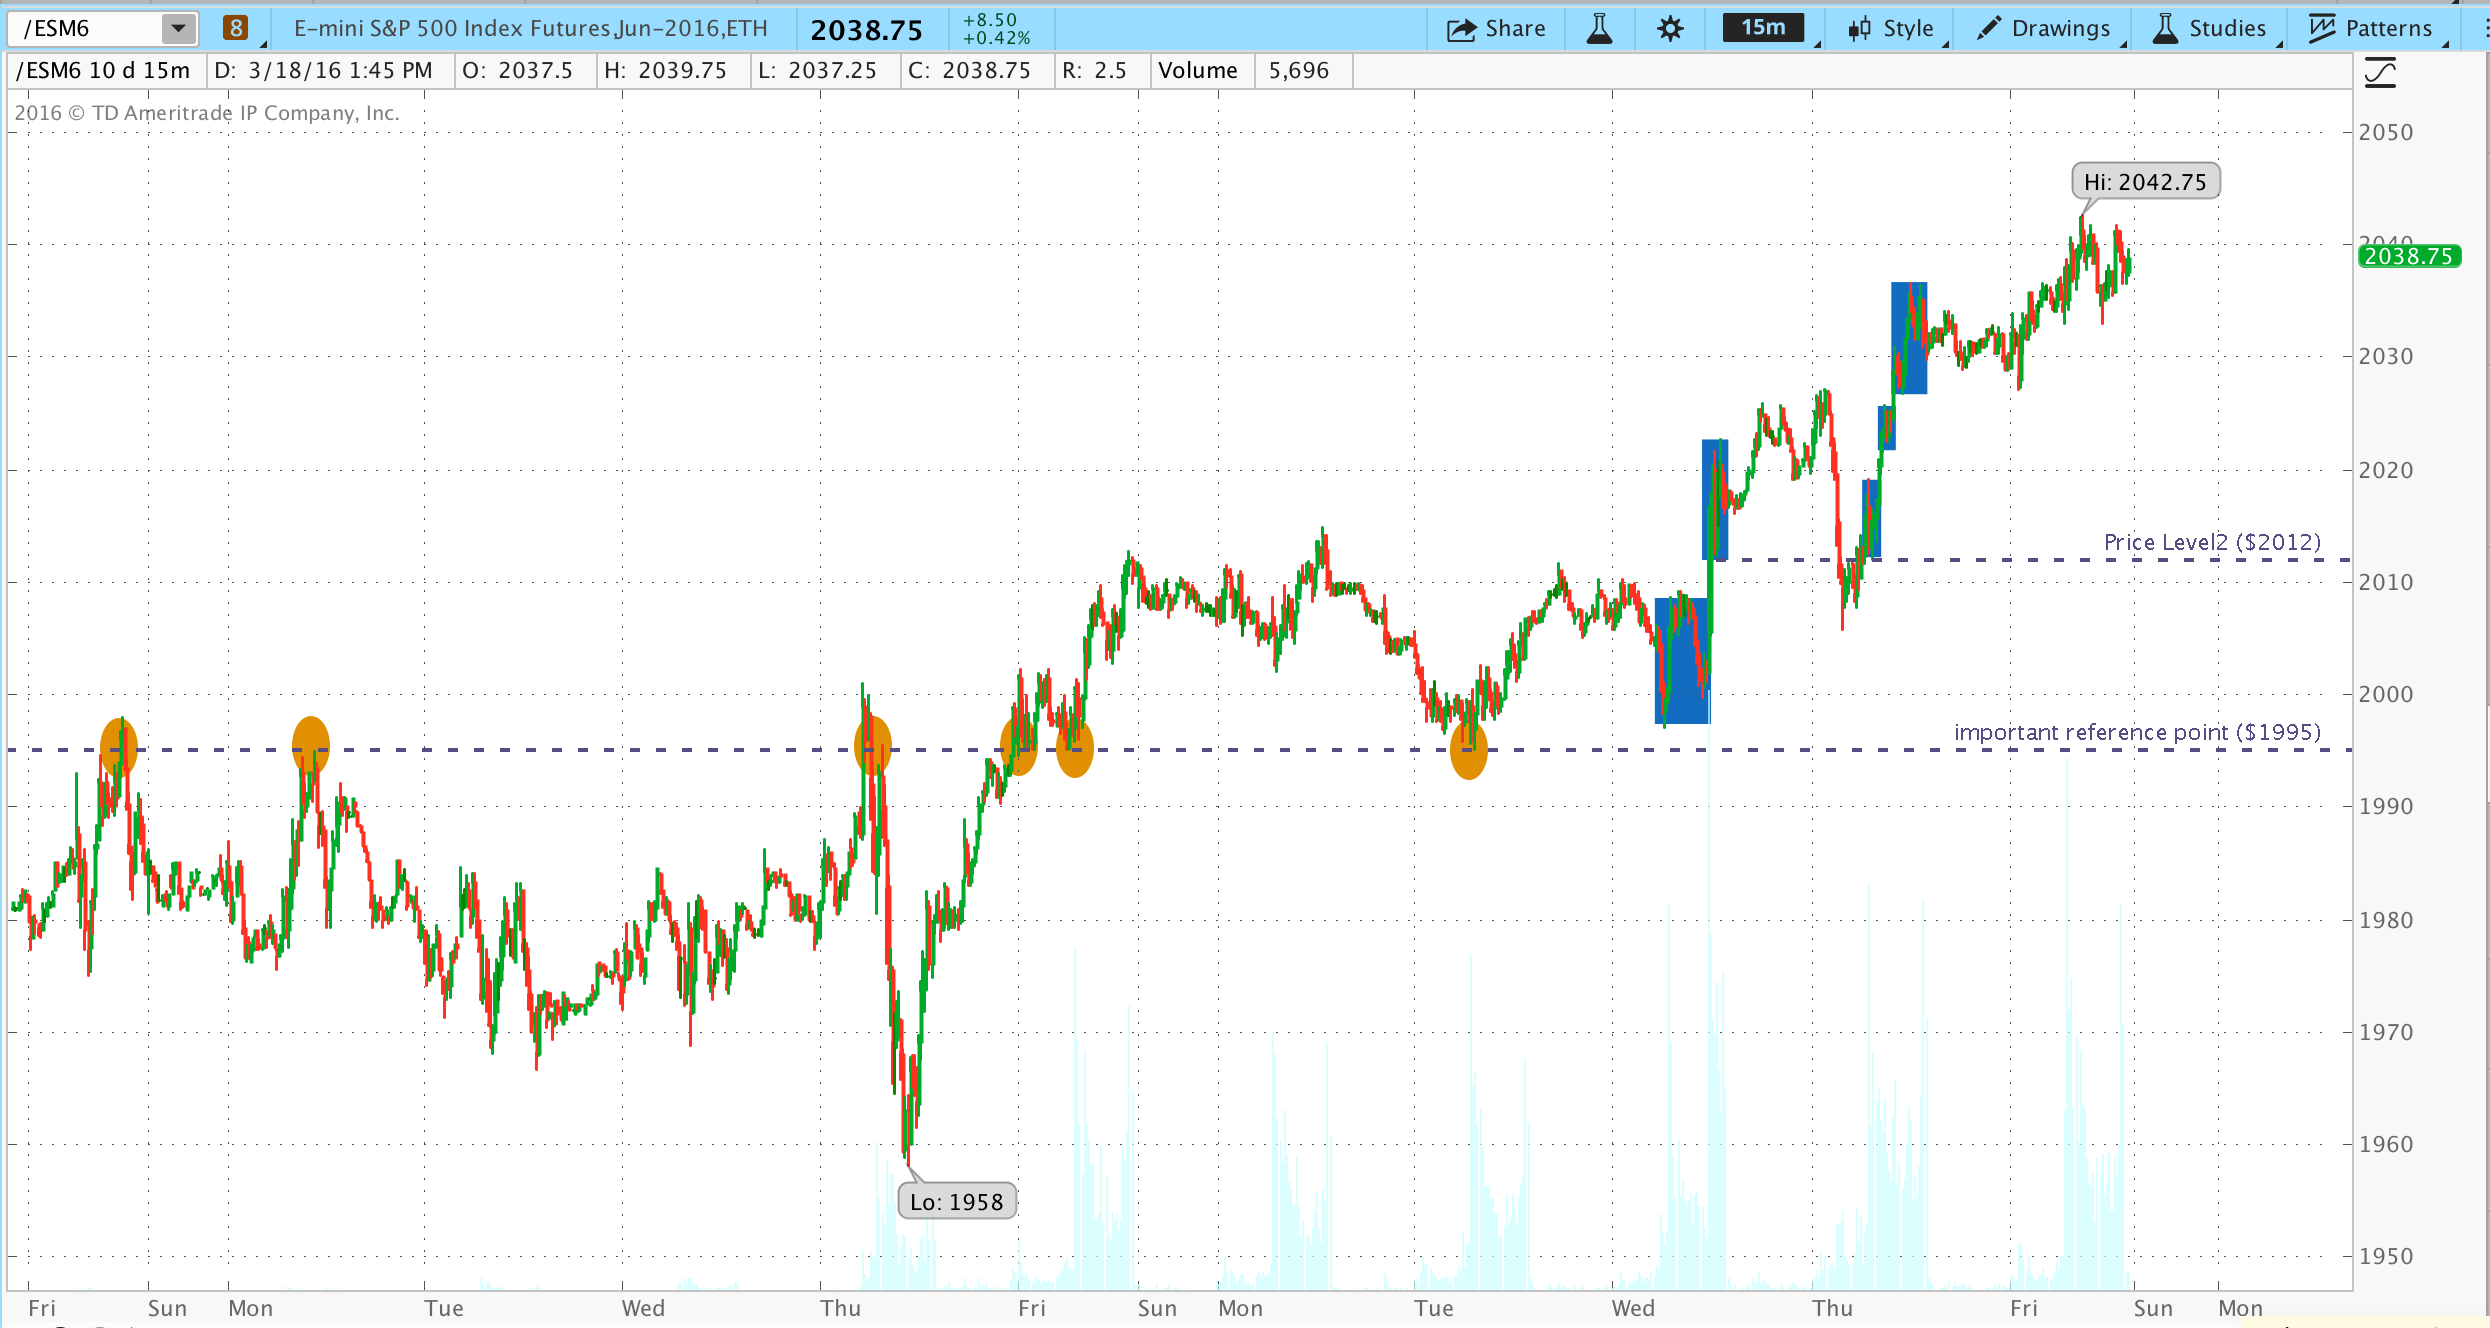 /ESM6 8 E-mini S&P 500 Index Futures,Jun-2016,ETH 2038.75 +8.50 +0.42% Share 15m Style Drawings Studies Patterns
/ESM6 10 d 15m D: 3/18/16 1:45 PM O: 2037.5 H: 2039.75 L: 2037.25 C: 2038.75 R: 2.5 Volume 5,696
2016 © TD Ameritrade IP Company, Inc.
2050
Hi: 2042.75
2040
2038.75
2030
2020
Price Level2 ($2012)
2010
2000
important reference point ($1995)
1990
1980
1970
1960
Lo: 1958
1950
Fri Sun Mon Tue Wed Thu Fri Sun Mon Tue Wed Thu Fri Sun Mon